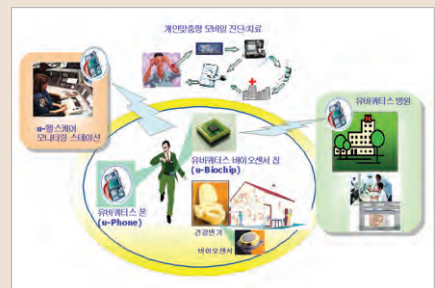 개인맞춤형 모바일 진단/치료
u-헬스케어
모니터링 스테이션
유비쿼터스 병원
유비쿼터스 바이오센서 칩
(u-Biochip)
유비쿼터스 폰
(u-Phone)
건강변기
바이오센서